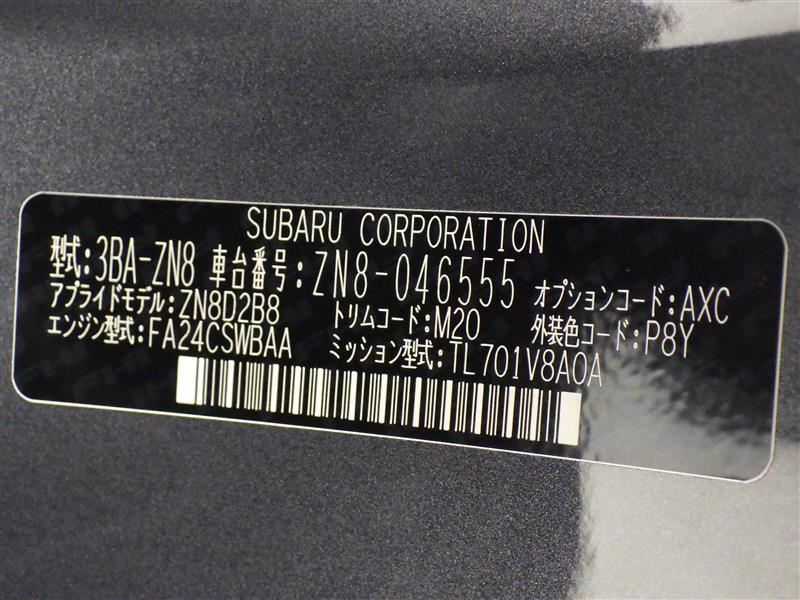 SUBARU CORPORATION
型式:3BA-ZN8 車台番号:ZN8-046555 オプションコード:AXC
アプライドモデル:ZN8D2B8 トリムコード:M20 外装色コード:P8Y
エンジン型式:FA24CSWBAA ミッション型式:TL701V8A0A